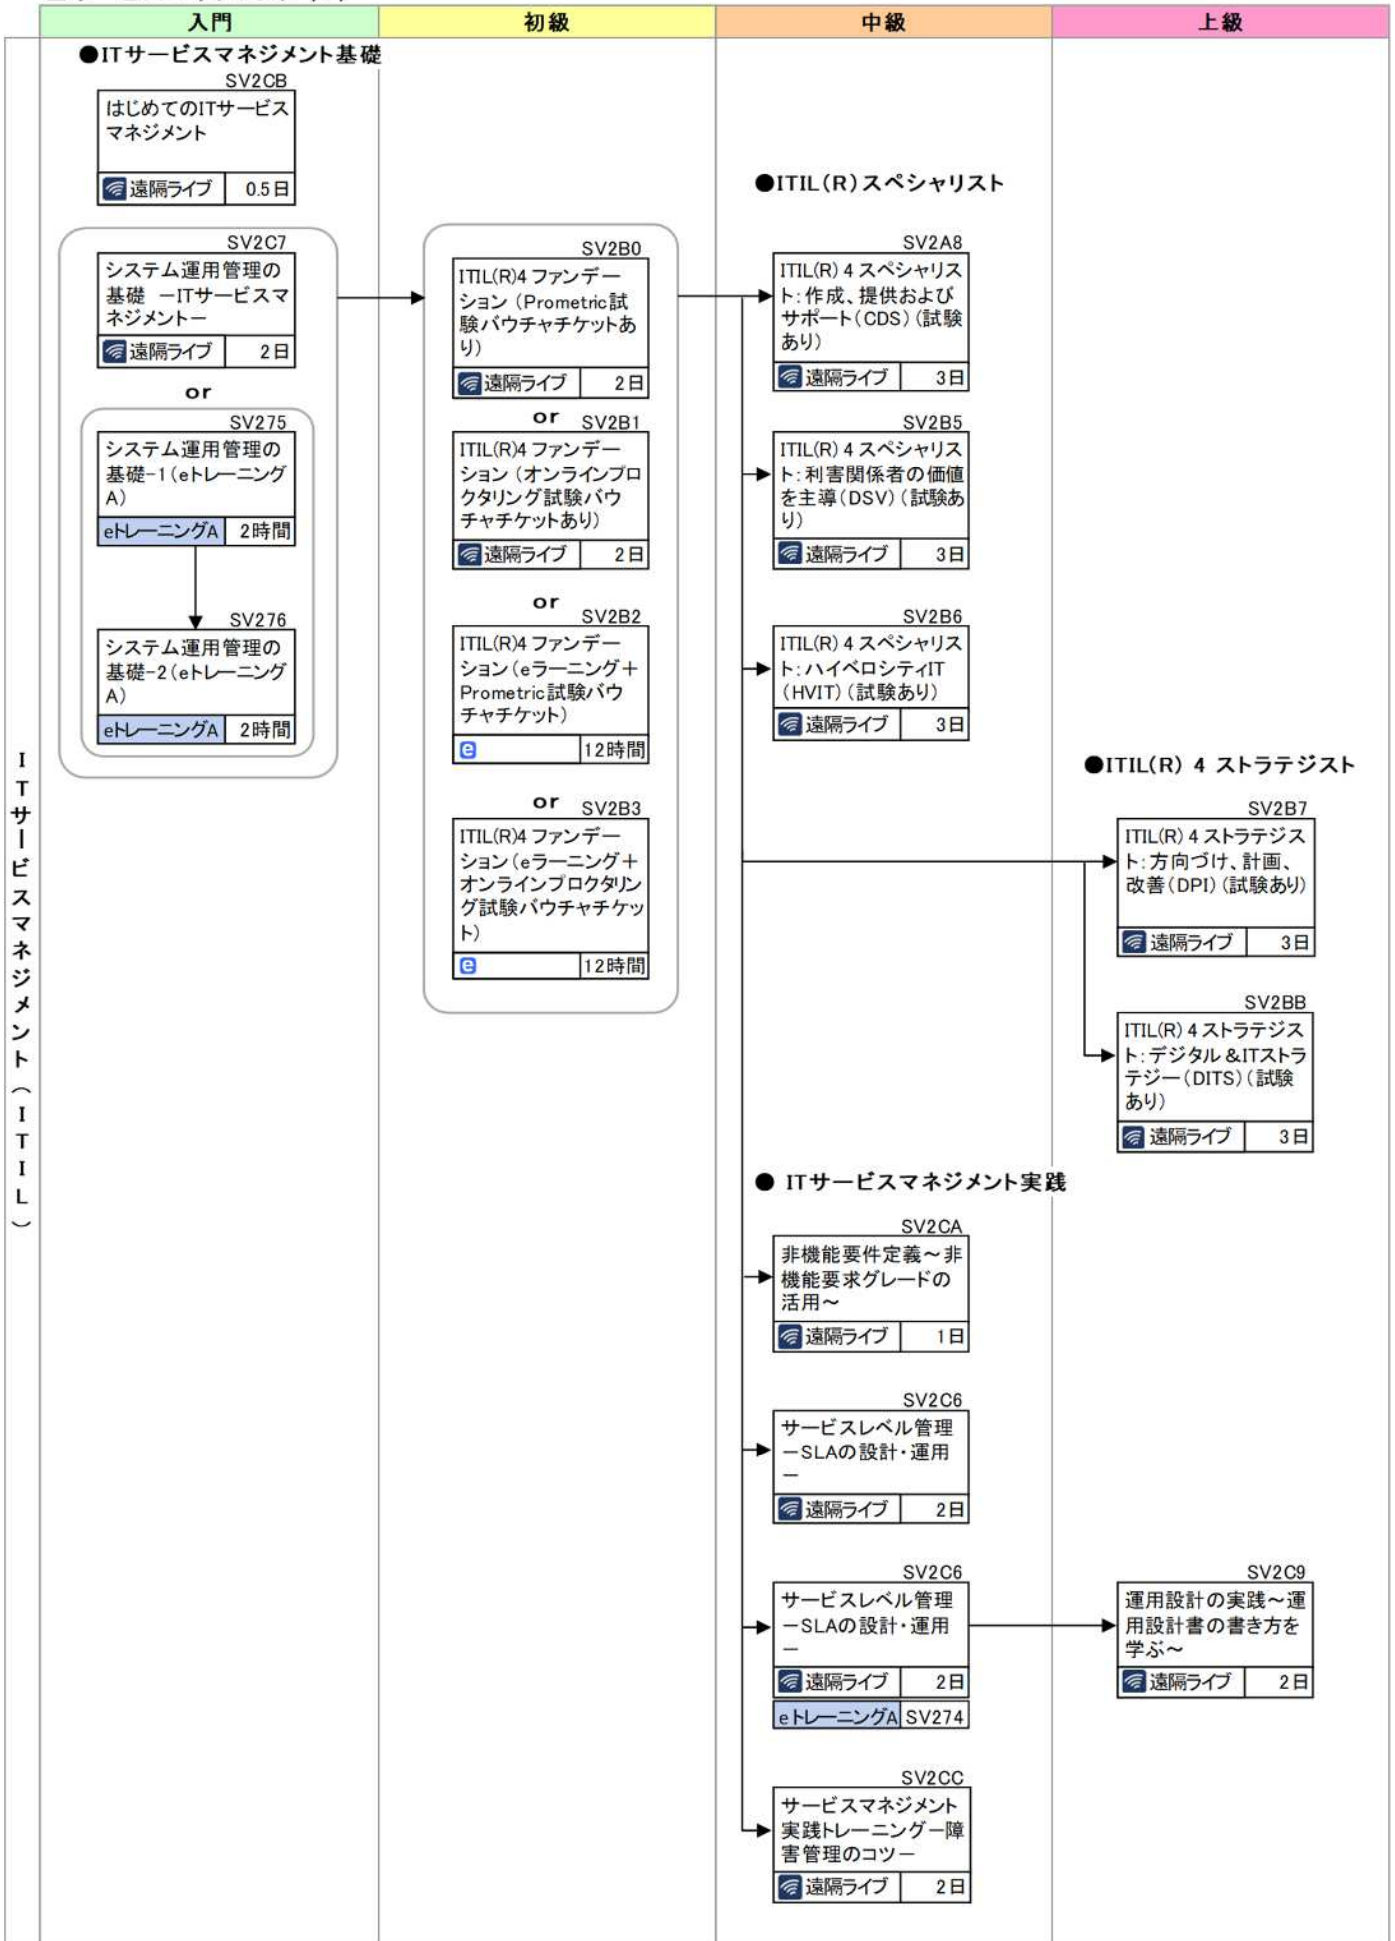 入門
初級
中級
上級
ITサービスマネジメント(ITIL)
●ITサービスマネジメント基礎
SV2CB
はじめてのITサービス
マネジメント
遠隔ライブ 0.5日
SV2C7
システム運用管理の
基礎 －ITサービスマ
ネジメント－
遠隔ライブ 2日
or
SV275
システム運用管理の
基礎-1(eトレーニング
A)
eトレーニングA 2時間
SV276
システム運用管理の
基礎-2(eトレーニング
A)
eトレーニングA 2時間
SV2B0
ITIL(R)4 ファンデー
ション (Prometric試
験バウチャチケットあ
り)
遠隔ライブ 2日
or SV2B1
ITIL(R)4 ファンデー
ション (オンラインプロ
クタリング試験バウ
チャチケットあり)
遠隔ライブ 2日
or
SV2B2
ITIL(R)4 ファンデー
ション(eラーニング＋
Prometric試験バウ
チャチケット)
e 12時間
or SV2B3
ITIL(R)4 ファンデー
ション(eラーニング＋
オンラインプロクタリン
グ試験バウチャチケッ
ト)
e 12時間
●ITIL(R)スペシャリスト
SV2A8
ITIL(R) 4 スペシャリス
ト: 作成、提供および
サポート(CDS) (試験
あり)
遠隔ライブ 3日
SV2B5
ITIL(R) 4 スペシャリス
ト: 利害関係者の価値
を主導(DSV) (試験あ
り)
遠隔ライブ 3日
SV2B6
ITIL(R) 4 スペシャリス
ト: ハイベロシティIT
(HVIT) (試験あり)
遠隔ライブ 3日
●ITIL(R) 4 ストラテジスト
SV2B7
ITIL(R) 4 ストラテジス
ト: 方向づけ、計画、
改善(DPI) (試験あり)
遠隔ライブ 3日
SV2BB
ITIL(R) 4 ストラテジス
ト: デジタル &ITストラ
テジー(DITS) (試験
あり)
遠隔ライブ 3日
● ITサービスマネジメント実践
SV2CA
非機能要件定義～非
機能要求グレードの
活用～
遠隔ライブ 1日
SV2C6
サービスレベル管理
－SLAの設計・運用
－
遠隔ライブ 2日
SV2C6
サービスレベル管理
－SLAの設計・運用
－
遠隔ライブ 2日
eトレーニングA SV274
SV2C9
運用設計の実践～運
用設計書の書き方を
学ぶ～
遠隔ライブ 2日
SV2CC
サービスマネジメント
実践トレーニング－障
害管理のコツ－
遠隔ライブ 2日